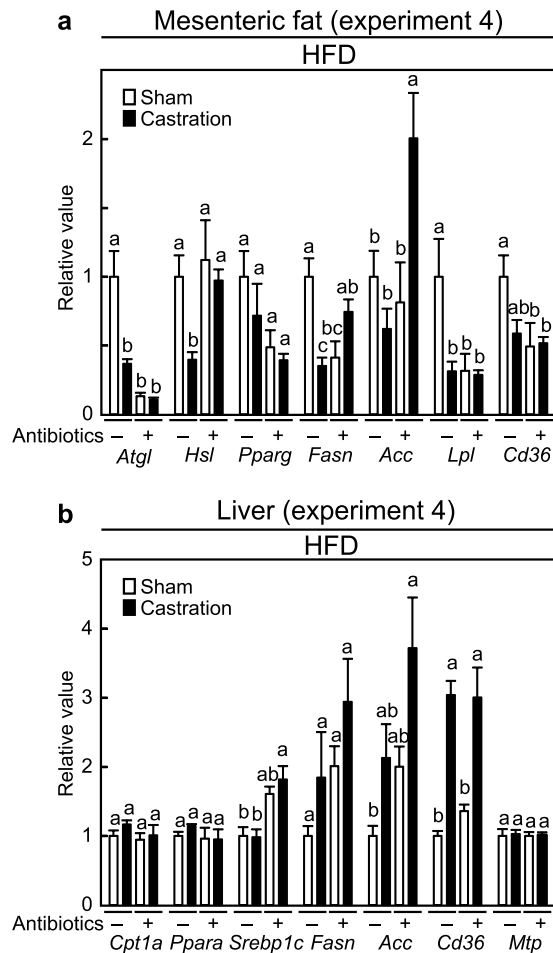 a Mesenteric fat (experiment 4)
HFD
Sham
Castration
Relative value
2
1
0
a b b b a b a a a a a a a c bc ab b b b a a b b b a ab b b
Antibiotics − + − + − + − + − + − + − +
Atgl Hsl Pparg Fasn Acc Lpl Cd36
b Liver (experiment 4)
HFD
Sham
Castration
Relative value
5
4
3
2
1
0
a a a a a a a a b b ab a a a a a b ab ab a b a b a a a a a
Antibiotics − + − + − + − + − + − + − +
Cpt1a Ppara Srebp1c Fasn Acc Cd36 Mtp